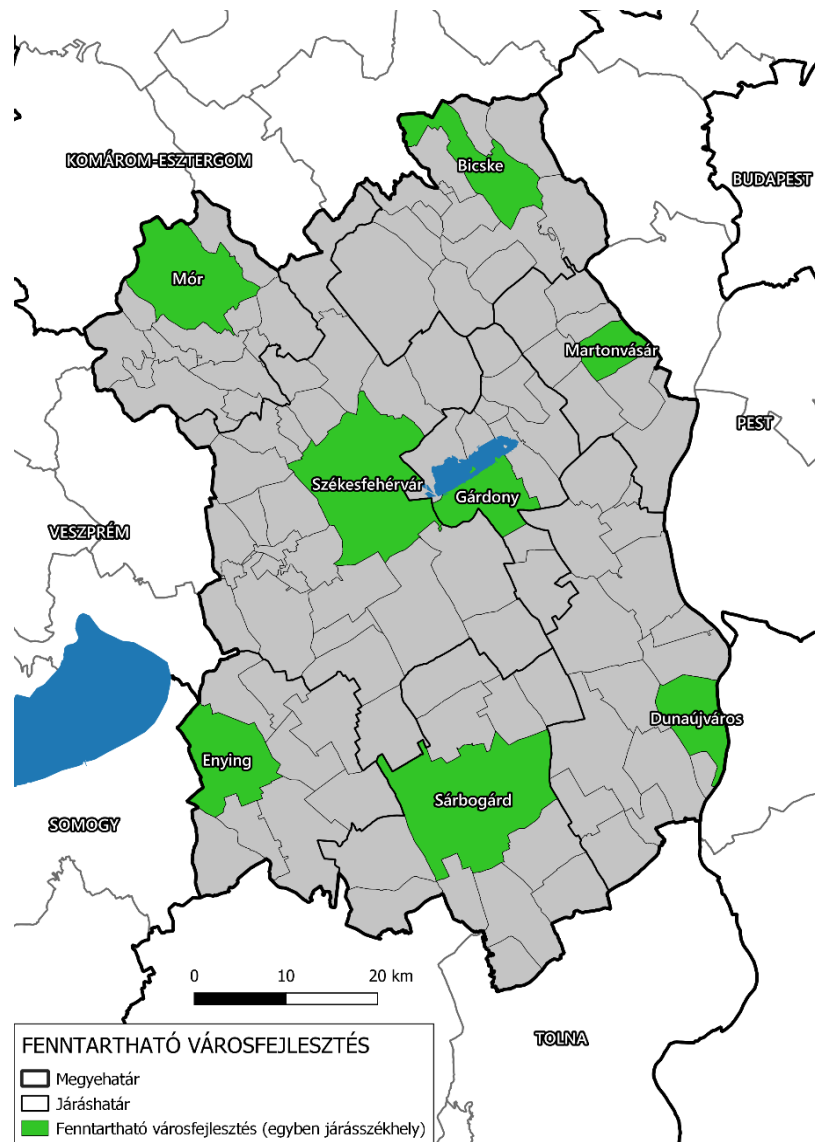 KOMÁROM-ESZTERGOM
Bicske
BUDAPEST
Mór
Martonvásár
PEST
Székesfehérvár
Gárdony
VESZPRÉM
Dunaújváros
Enying
Sárbogárd
SOMOGY
0 10 20 km
TOLNA
FENNTARTHATÓ VÁROSFEJLESZTÉS
Megyehatár
Járáshatár
Fenntartható városfejlesztés (egyben járásszékhely)